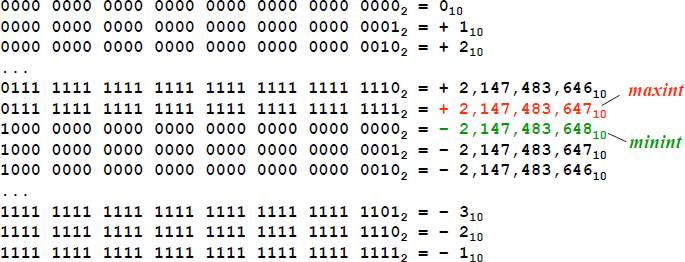 0000 0000 0000 0000 0000 0000 0000 0000₂ = 0₁₀
0000 0000 0000 0000 0000 0000 0000 0001₂ = + 1₁₀
0000 0000 0000 0000 0000 0000 0000 0010₂ = + 2₁₀
...
0111 1111 1111 1111 1111 1111 1111 1110₂ = + 2,147,483,646₁₀
maxint
0111 1111 1111 1111 1111 1111 1111 1111₂ = + 2,147,483,647₁₀
1000 0000 0000 0000 0000 0000 0000 0000₂ = - 2,147,483,648₁₀
minint
1000 0000 0000 0000 0000 0000 0000 0001₂ = - 2,147,483,647₁₀
1000 0000 0000 0000 0000 0000 0000 0010₂ = - 2,147,483,646₁₀
...
1111 1111 1111 1111 1111 1111 1111 1101₂ = - 3₁₀
1111 1111 1111 1111 1111 1111 1111 1110₂ = - 2₁₀
1111 1111 1111 1111 1111 1111 1111 1111₂ = - 1₁₀